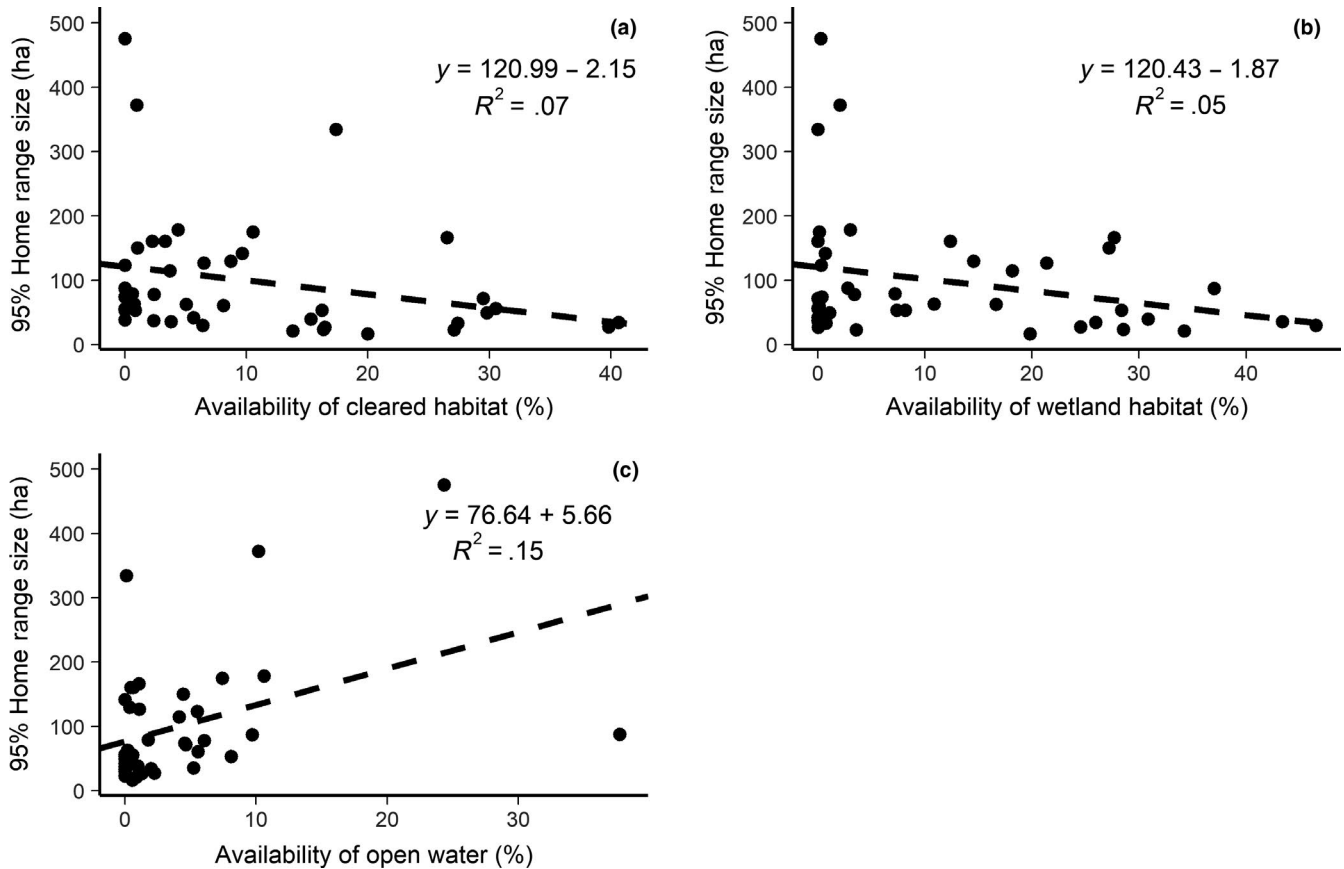 (a)
y = 120.99 – 2.15
R² = .07
95% Home range size (ha)
500
400
300
200
100
0
0 10 20 30 40
Availability of cleared habitat (%)
(b)
y = 120.43 – 1.87
R² = .05
95% Home range size (ha)
500
400
300
200
100
0
0 10 20 30 40
Availability of wetland habitat (%)
(c)
y = 76.64 + 5.66
R² = .15
95% Home range size (ha)
500
400
300
200
100
0
0 10 20 30
Availability of open water (%)